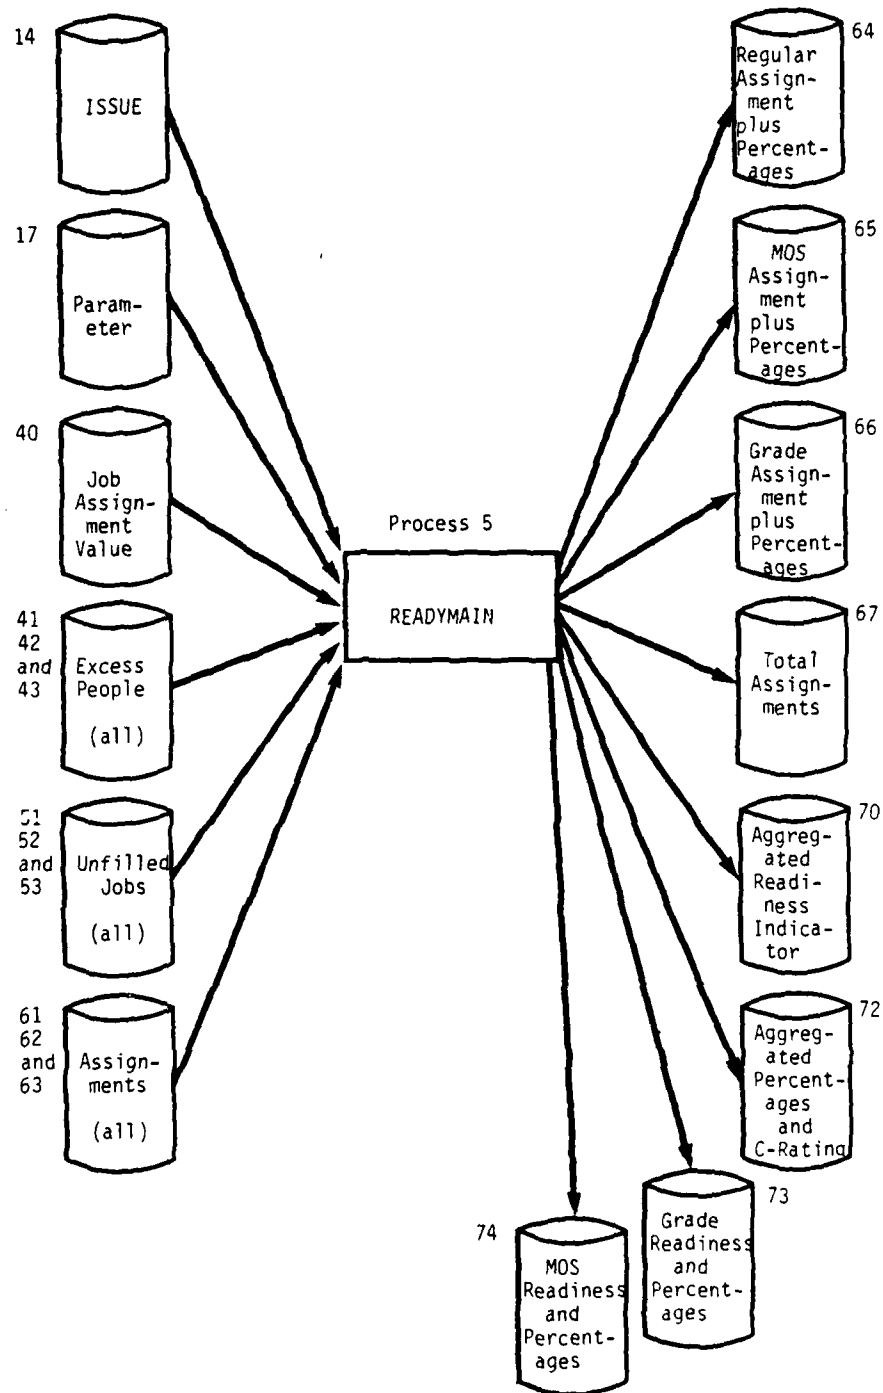 14
ISSUE
17
Param-
eter
40
Job
Assign-
ment
Value
41
42
and
43
Excess
People
(all)
51
52
and
53
Unfilled
Jobs
(all)
61
62
and
63
Assign-
ments
(all)
Process 5
READYMAIN
64
Regular
Assign-
ment
plus
Percent-
ages
65
MOS
Assign-
ment
plus
Percent-
ages
66
Grade
Assign-
ment
plus
Percent-
ages
67
Total
Assign-
ments
70
Aggreg-
ated
Readi-
ness
Indica-
tor
72
Aggreg-
ated
Percent-
ages
and
C-Rating
73
Grade
Readiness
and
Percent-
ages
74
MOS
Readiness
and
Percent-
ages